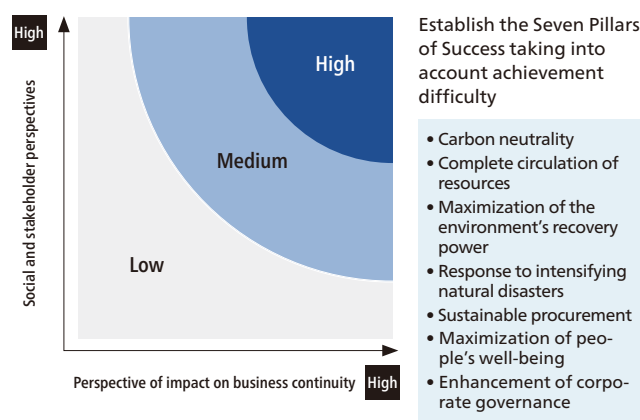 High
Social and stakeholder perspectives
High
Medium
Low
Perspective of impact on business continuity
High
Establish the Seven Pillars
of Success taking into
account achievement
difficulty
• Carbon neutrality
• Complete circulation of
resources
• Maximization of the
environment's recovery
power
• Response to intensifying
natural disasters
• Sustainable procurement
• Maximization of peo-
ple's well-being
• Enhancement of corpo-
rate governance